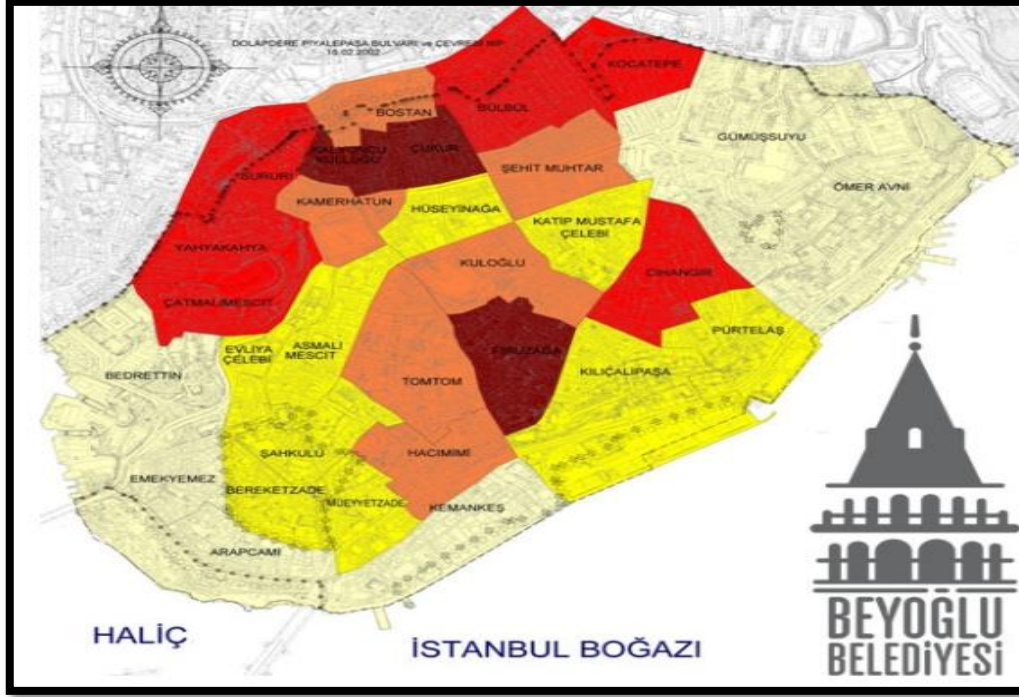 DOLAPDERE PİYALEPAŞA BULVARI ve ÇEVRESİ NİP
16.02.2002
KOCATEPE
BÜLBÜL
BOSTAN
GÜMÜŞSUYU
KALYONCU
KULLUĞU
ÇUKUR
ŞEHİT MUHTAR
SURURİ
ÖMER AVNİ
KAMERHATUN
HÜSEYİNAĞA
KATİP MUSTAFA
ÇELEBİ
YAHYAKAHYA
KULOĞLU
CİHANGİR
ÇATMALIMESCİT
PÜRTELAŞ
EVLİYA
ÇELEBİ
ASMALI
MESCİT
FİRUZAĞA
BEDRETTİN
KILIÇALİPAŞA
TOMTOM
ŞAHKULU
HACIMİMİ
EMEKYEMEZ
BEREKETZADE
MÜEYYETZADE
KEMANKEŞ
ARAPCAMİ
HALİÇ
İSTANBUL BOĞAZI
BEYOĞLU
BELEDİYESİ